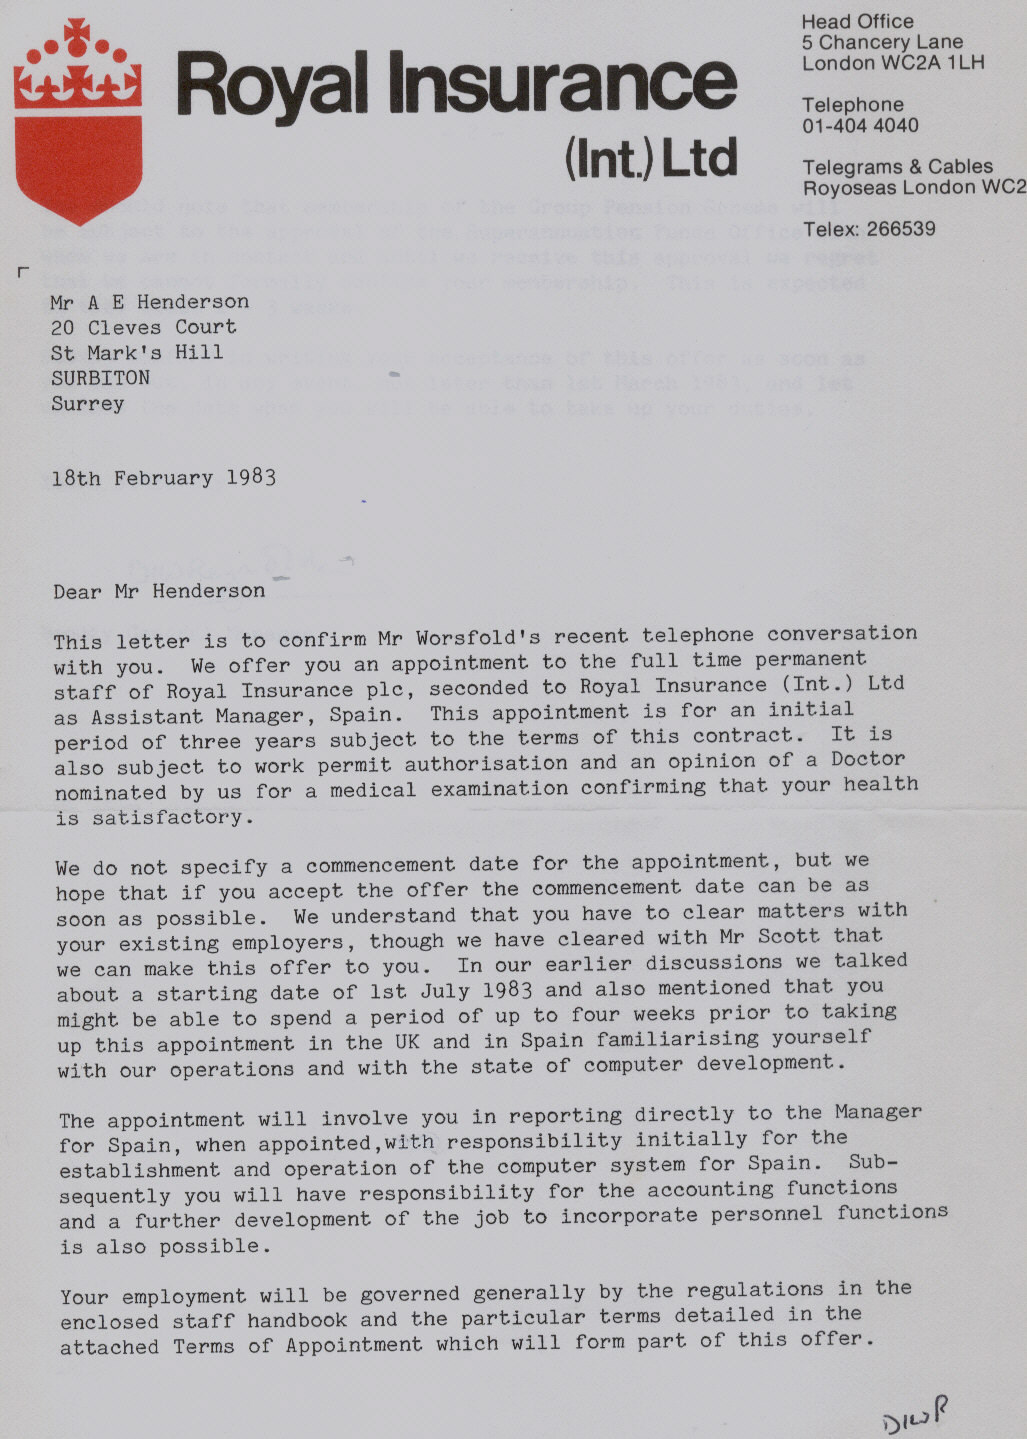 Royal Insurance
(Int.) Ltd
Head Office
5 Chancery Lane
London WC2A 1LH
Telephone
01-404 4040
Telegrams & Cables
Royoseas London WC2
Telex: 266539
Mr A E Henderson
20 Cleves Court
St Mark's Hill
SURBITON
Surrey
18th February 1983
Dear Mr Henderson
This letter is to confirm Mr Worsfold's recent telephone conversation
with you. We offer you an appointment to the full time permanent
staff of Royal Insurance plc, seconded to Royal Insurance (Int.) Ltd
as Assistant Manager, Spain. This appointment is for an initial
period of three years subject to the terms of this contract. It is
also subject to work permit authorisation and an opinion of a Doctor
nominated by us for a medical examination confirming that your health
is satisfactory.
We do not specify a commencement date for the appointment, but we
hope that if you accept the offer the commencement date can be as
soon as possible. We understand that you have to clear matters with
your existing employers, though we have cleared with Mr Scott that
we can make this offer to you. In our earlier discussions we talked
about a starting date of 1st July 1983 and also mentioned that you
might be able to spend a period of up to four weeks prior to taking
up this appointment in the UK and in Spain familiarising yourself
with our operations and with the state of computer development.
The appointment will involve you in reporting directly to the Manager
for Spain, when appointed,with responsibility initially for the
establishment and operation of the computer system for Spain. Sub-
sequently you will have responsibility for the accounting functions
and a further development of the job to incorporate personnel functions
is also possible.
Your employment will be governed generally by the regulations in the
enclosed staff handbook and the particular terms detailed in the
attached Terms of Appointment which will form part of this offer.